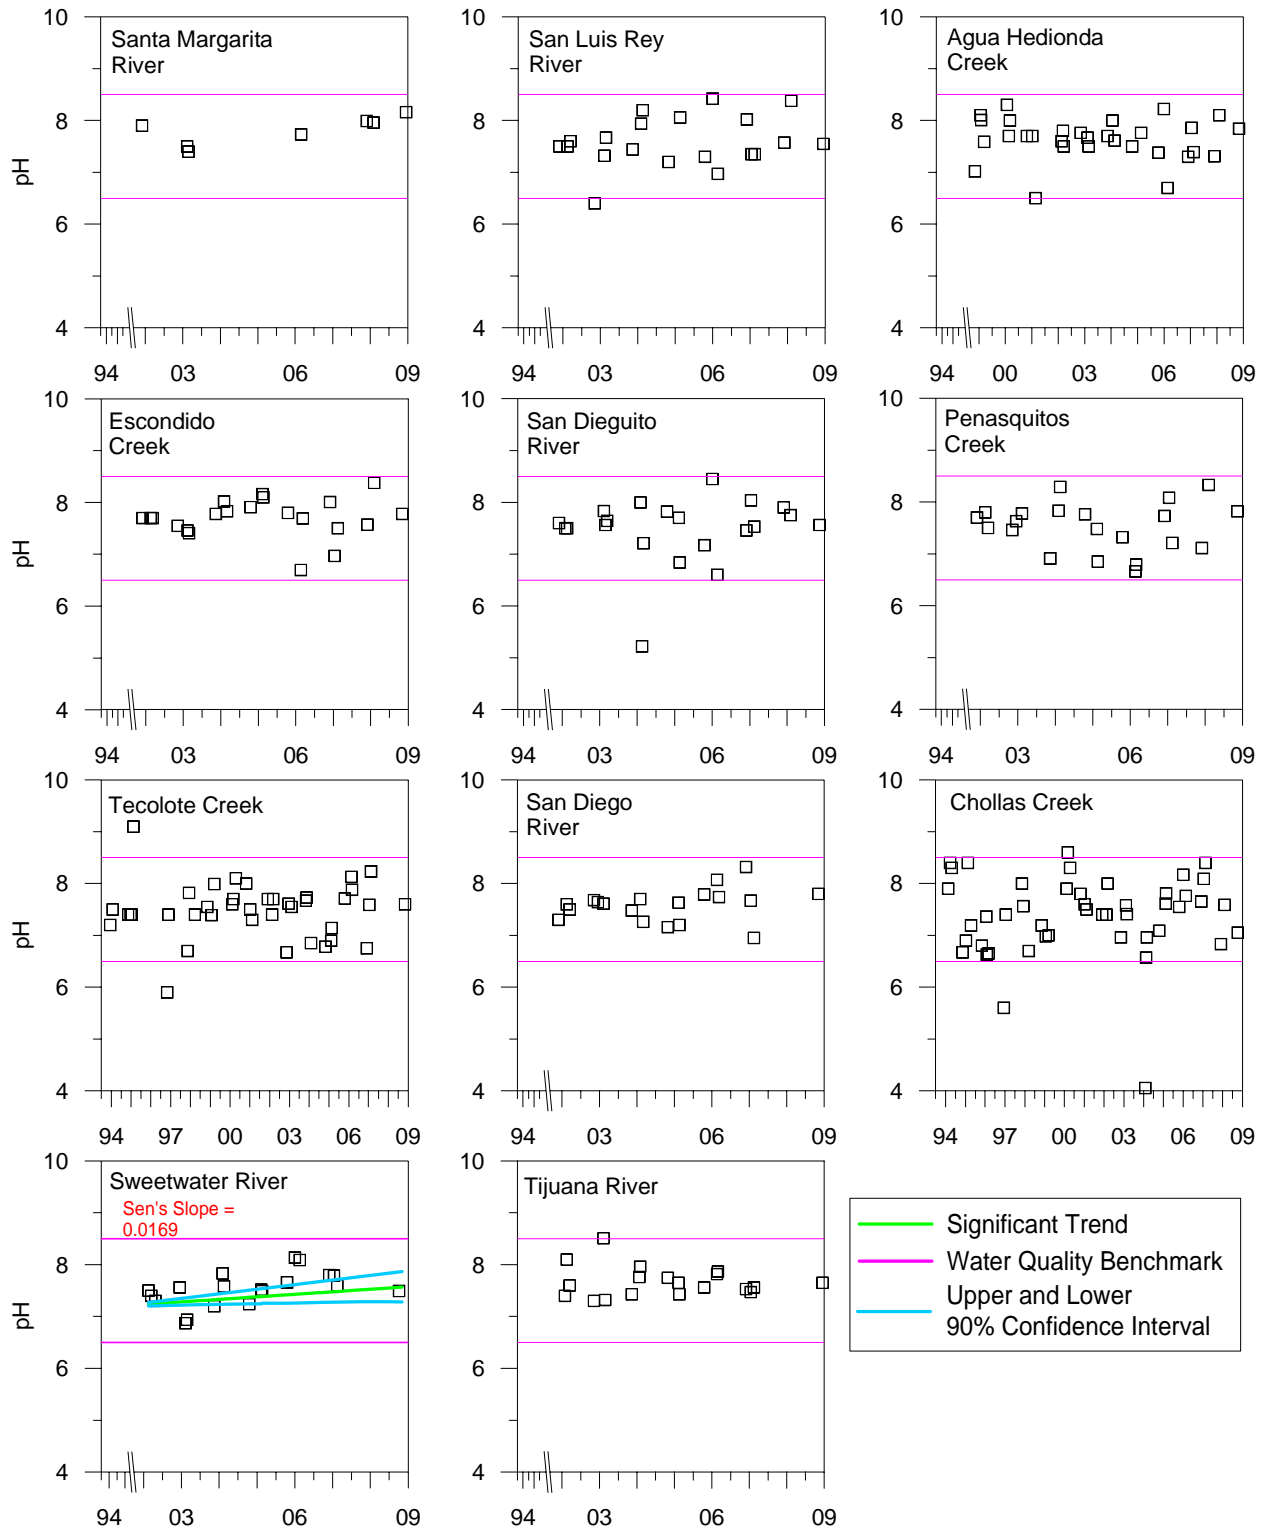 10
8
6
4
pH
Santa Margarita
River
94 03 06 09
10
8
6
4
San Luis Rey
River
94 03 06 09
10
8
6
4
Agua Hedionda
Creek
94 00 03 06 09
10
8
6
4
pH
Escondido
Creek
94 03 06 09
10
8
6
4
San Dieguito
River
94 03 06 09
10
8
6
4
Penasquitos
Creek
94 03 06 09
10
8
6
4
pH
Tecolote Creek
94 97 00 03 06 09
10
8
6
4
San Diego
River
94 03 06 09
10
8
6
4
Chollas Creek
94 97 00 03 06 09
10
8
6
4
pH
Sweetwater River
Sen's Slope =
0.0169
94 03 06 09
10
8
6
4
Tijuana River
94 03 06 09
Significant Trend
Water Quality Benchmark
Upper and Lower
90% Confidence Interval